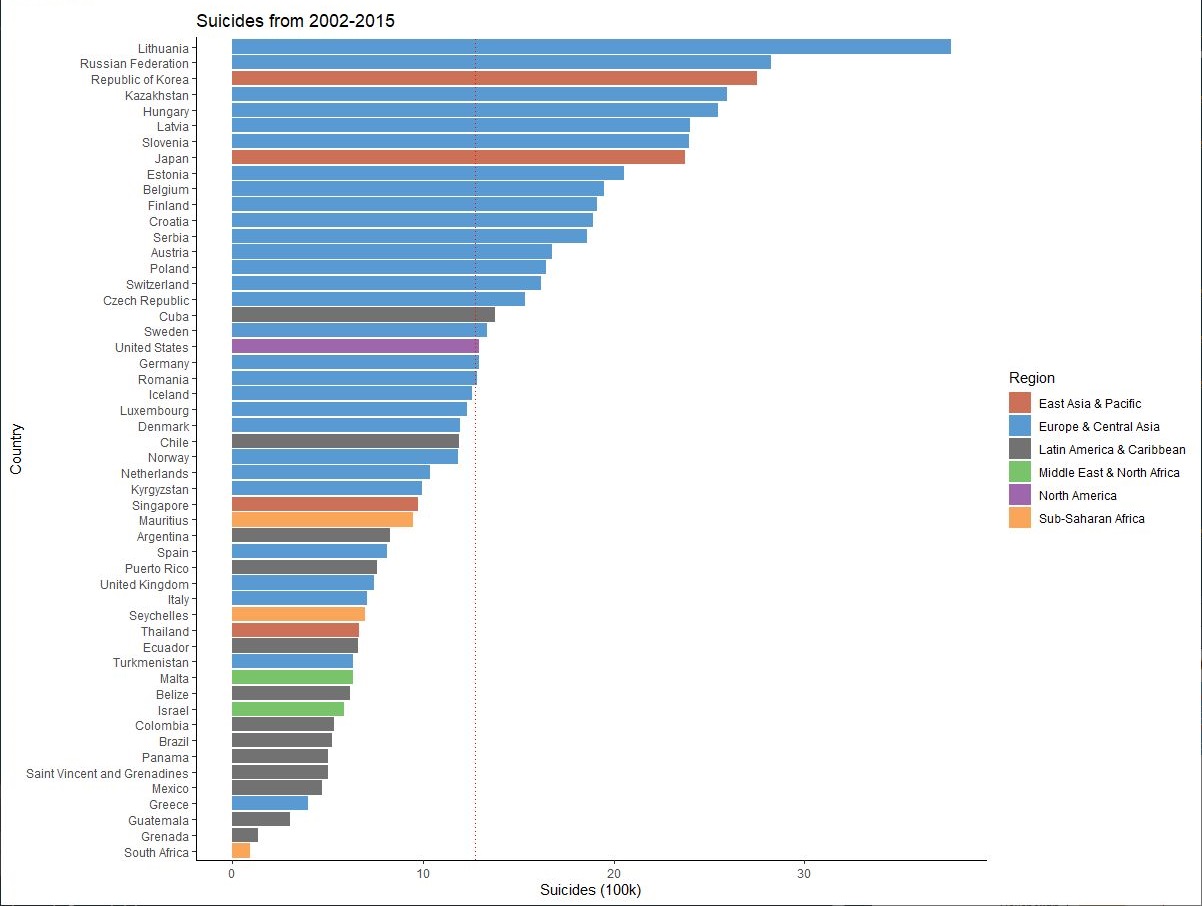 Suicides from 2002-2015
Country
Lithuania
Russian Federation
Republic of Korea
Kazakhstan
Hungary
Latvia
Slovenia
Japan
Estonia
Belgium
Finland
Croatia
Serbia
Austria
Poland
Switzerland
Czech Republic
Cuba
Sweden
United States
Germany
Romania
Iceland
Luxembourg
Denmark
Chile
Norway
Netherlands
Kyrgyzstan
Singapore
Mauritius
Argentina
Spain
Puerto Rico
United Kingdom
Italy
Seychelles
Thailand
Ecuador
Turkmenistan
Malta
Belize
Israel
Colombia
Brazil
Panama
Saint Vincent and Grenadines
Mexico
Greece
Guatemala
Grenada
South Africa
0 10 20 30
Suicides (100k)
Region
East Asia & Pacific
Europe & Central Asia
Latin America & Caribbean
Middle East & North Africa
North America
Sub-Saharan Africa